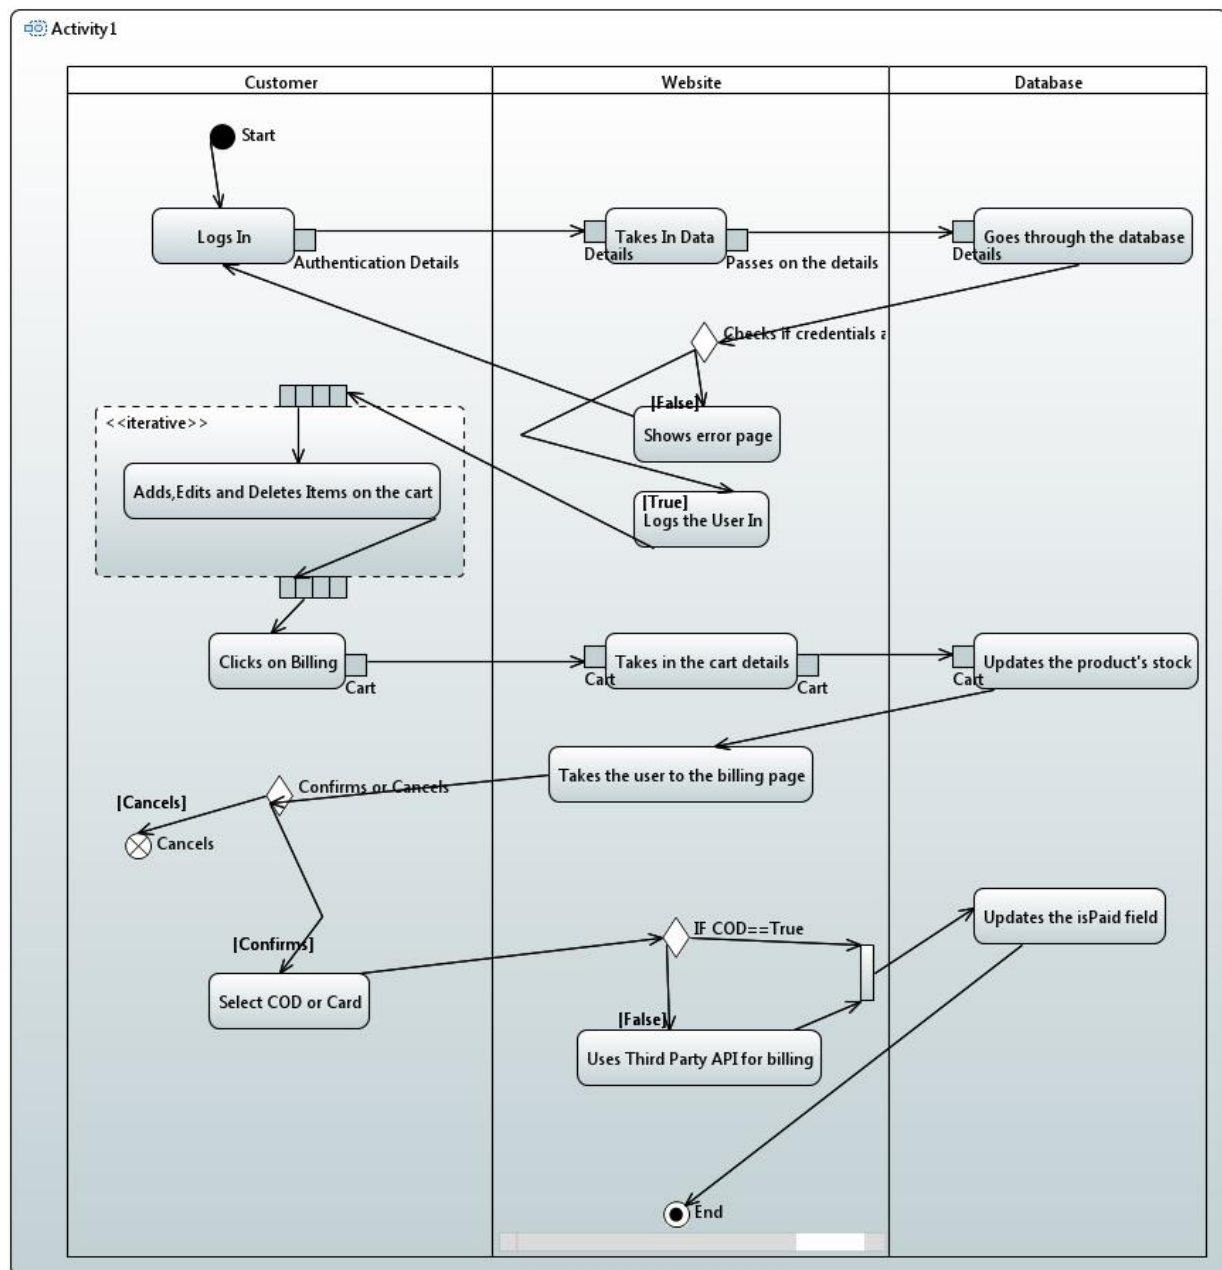 Activity1
Customer
Website
Database
Start
Logs In
Authentication Details
Details
Takes In Data
Passes on the details
Details
Goes through the database
Checks if credentials
[False]
Shows error page
<<iterative>>
Adds,Edits and Deletes Items on the cart
[True]
Logs the User In
Clicks on Billing
Cart
Cart
Takes in the cart details
Cart
Cart
Updates the product's stock
Takes the user to the billing page
Confirms or Cancels
[Cancels]
Cancels
Updates the isPaid field
IF COD==True
[Confirms]
Select COD or Card
[False]
Uses Third Party API for billing
End